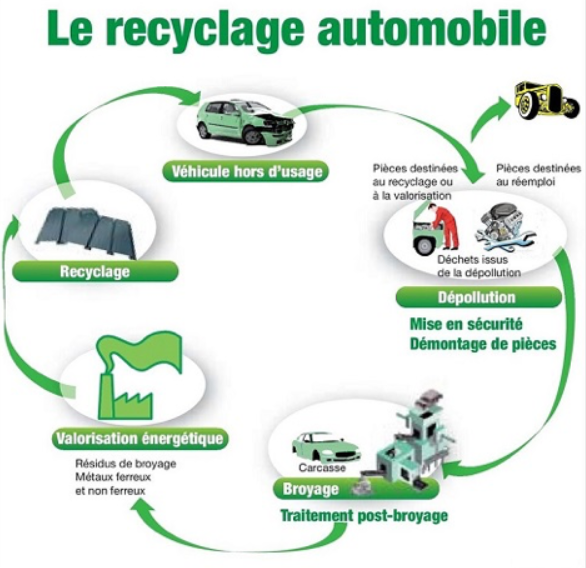 Le recyclage automobile
Véhicule hors d'usage
Pièces destinées
au recyclage ou
à la valorisation
Pièces destinées
au réemploi
Déchets issus
de la dépollution
Dépollution
Mise en sécurité
Démontage de pièces
Carcasse
Broyage
Traitement post-broyage
Valorisation énergétique
Résidus de broyage
Métaux ferreux
et non ferreux
Recyclage